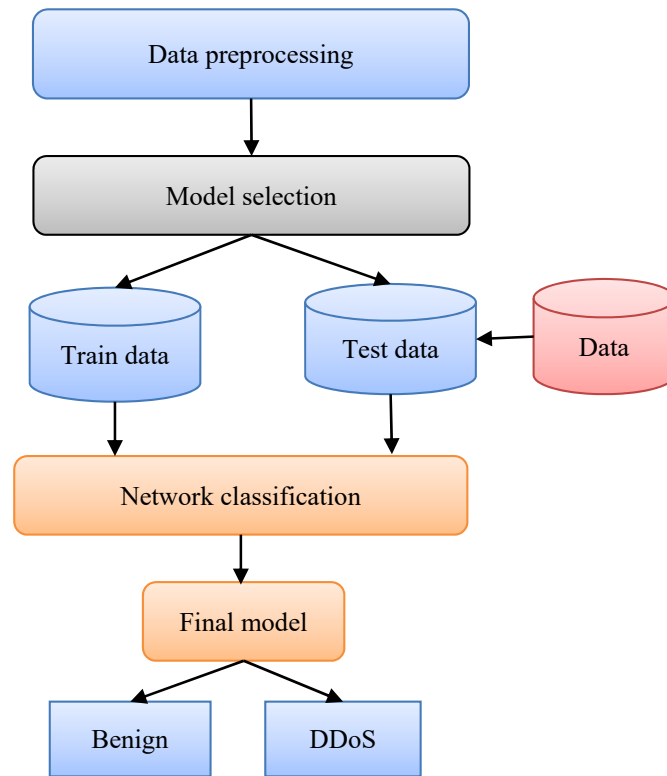 Data preprocessing
Model selection
Train data
Test data
Data
Network classification
Final model
Benign
DDoS